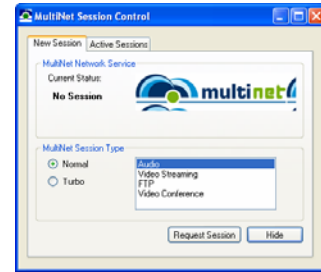 MultiNet Session Control
New Session Active Sessions
MultiNet Network Service
Current Status:
No Session
multinet
MultiNet Session Type
Normal
Turbo
Audio
Video Streaming
FTP
Video Conference
Request Session Hide